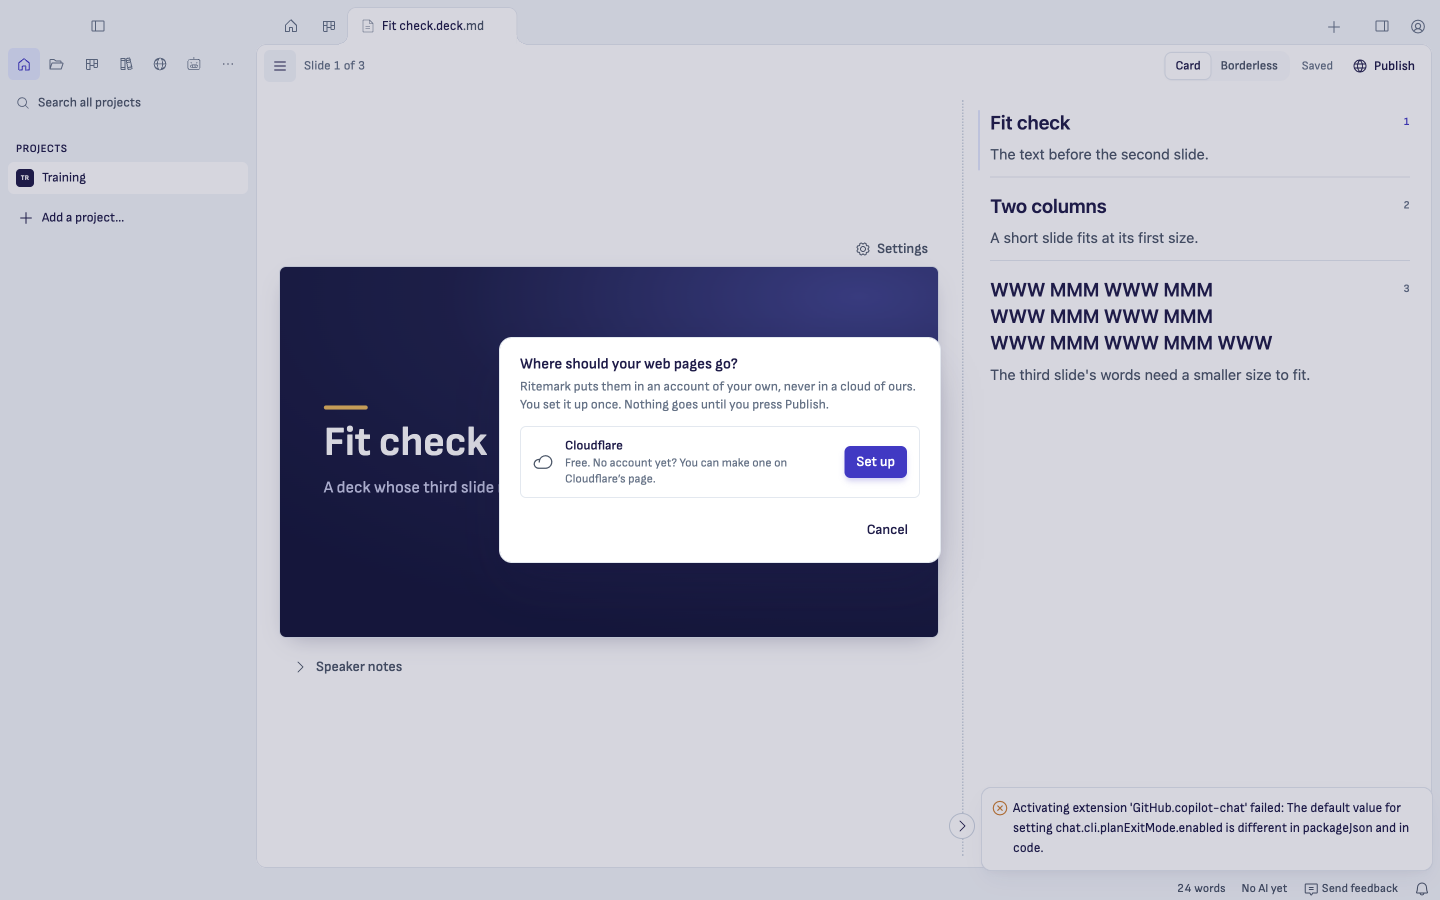 Fit check.deck.md
Slide 1 of 3
Card
Borderless
Saved
Publish
Search all projects
PROJECTS
TR
Training
Add a project...
Settings
Fit check
A deck whose third slide
Speaker notes
Where should your web pages go?
Ritemark puts them in an account of your own, never in a cloud of ours.
You set it up once. Nothing goes until you press Publish.
Cloudflare
Free. No account yet? You can make one on
Cloudflare's page.
Set up
Cancel
Fit check
1
The text before the second slide.
Two columns
2
A short slide fits at its first size.
WWW MMM WWW MMM
3
WWW MMM WWW MMM
WWW MMM WWW MMM WWW
The third slide's words need a smaller size to fit.
Activating extension 'GitHub.copilot-chat' failed: The default value for
setting chat.cli.planExitMode.enabled is different in packageJson and in
code.
24 words
No AI yet
Send feedback